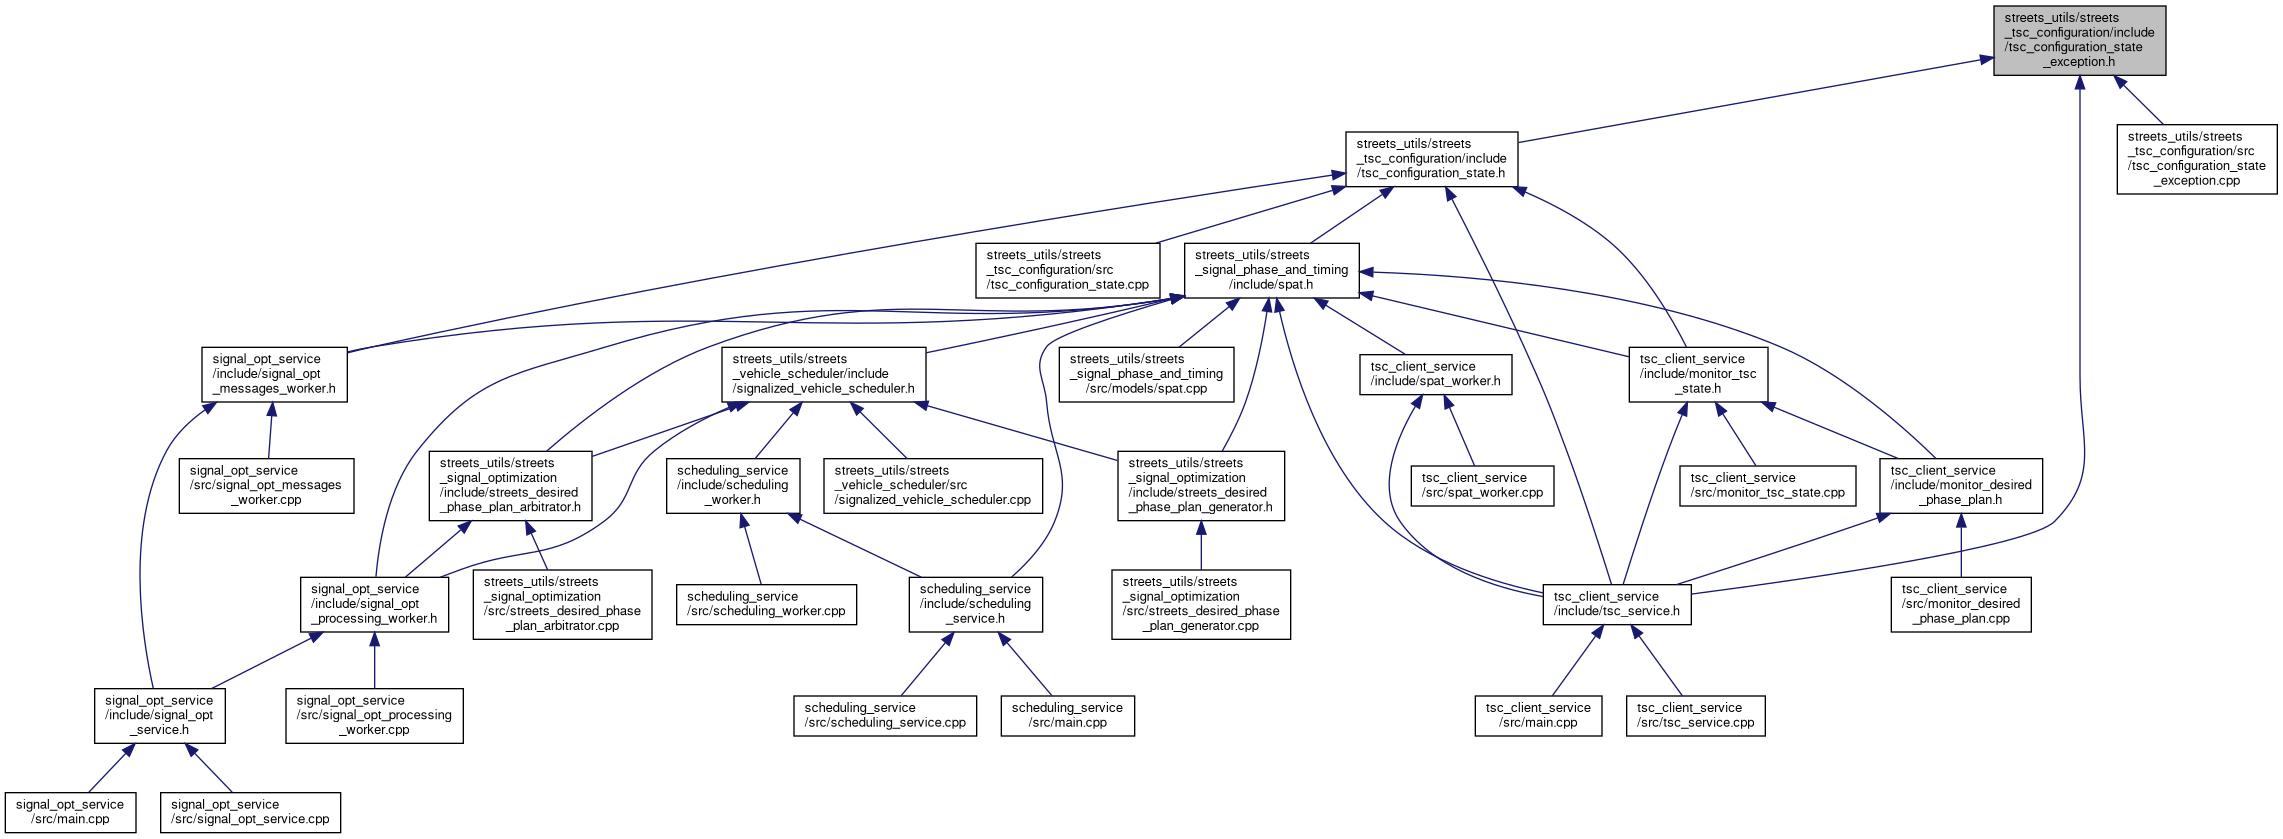 streets_utils/streets
_tsc_configuration/include
/tsc_configuration_state
_exception.h
streets_utils/streets
_tsc_configuration/include
/tsc_configuration_state.h
streets_utils/streets
_tsc_configuration/src
/tsc_configuration_state
_exception.cpp
streets_utils/streets
_tsc_configuration/src
/tsc_configuration_state.cpp
streets_utils/streets
_signal_phase_and_timing
/include/spat.h
signal_opt_service
/include/signal_opt
_messages_worker.h
streets_utils/streets
_vehicle_scheduler/include
/signalized_vehicle_scheduler.h
streets_utils/streets
_signal_phase_and_timing
/src/models/spat.cpp
tsc_client_service
/include/spat_worker.h
tsc_client_service
/include/monitor_tsc
_state.h
signal_opt_service
/src/signal_opt_messages
_worker.cpp
streets_utils/streets
_signal_optimization
/include/streets_desired
_phase_plan_arbitrator.h
scheduling_service
/include/scheduling
_worker.h
streets_utils/streets
_vehicle_scheduler/src
/signalized_vehicle_scheduler.cpp
streets_utils/streets
_signal_optimization
/include/streets_desired
_phase_plan_generator.h
tsc_client_service
/src/spat_worker.cpp
tsc_client_service
/src/monitor_tsc_state.cpp
tsc_client_service
/include/monitor_desired
_phase_plan.h
signal_opt_service
/include/signal_opt
_processing_worker.h
streets_utils/streets
_signal_optimization
/src/streets_desired_phase
_plan_arbitrator.cpp
scheduling_service
/src/scheduling_worker.cpp
scheduling_service
/include/scheduling
_service.h
streets_utils/streets
_signal_optimization
/src/streets_desired_phase
_plan_generator.cpp
tsc_client_service
/include/tsc_service.h
tsc_client_service
/src/monitor_desired
_phase_plan.cpp
signal_opt_service
/include/signal_opt
_service.h
signal_opt_service
/src/signal_opt_processing
_worker.cpp
scheduling_service
/src/scheduling_service.cpp
scheduling_service
/src/main.cpp
tsc_client_service
/src/main.cpp
tsc_client_service
/src/tsc_service.cpp
signal_opt_service
/src/main.cpp
signal_opt_service
/src/signal_opt_service.cpp